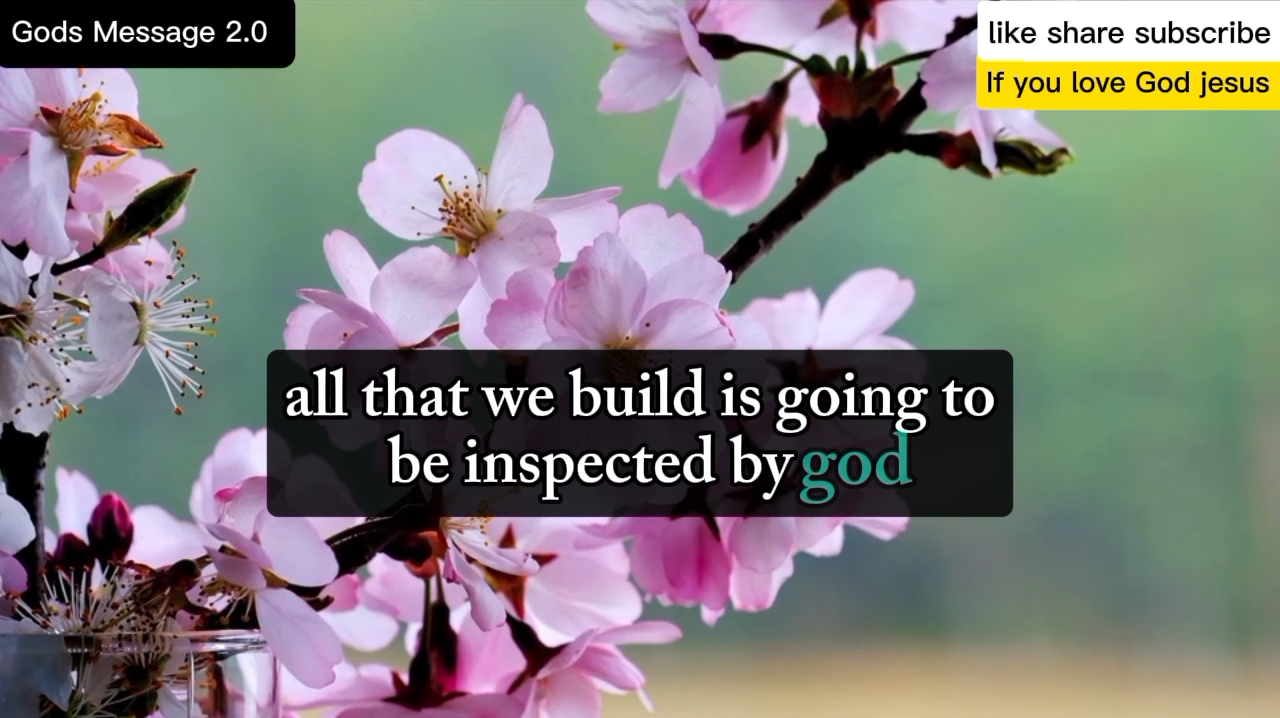 Gods Message 2.0
like share subscribe
If you love God jesus
all that we build is going to
be inspected by god